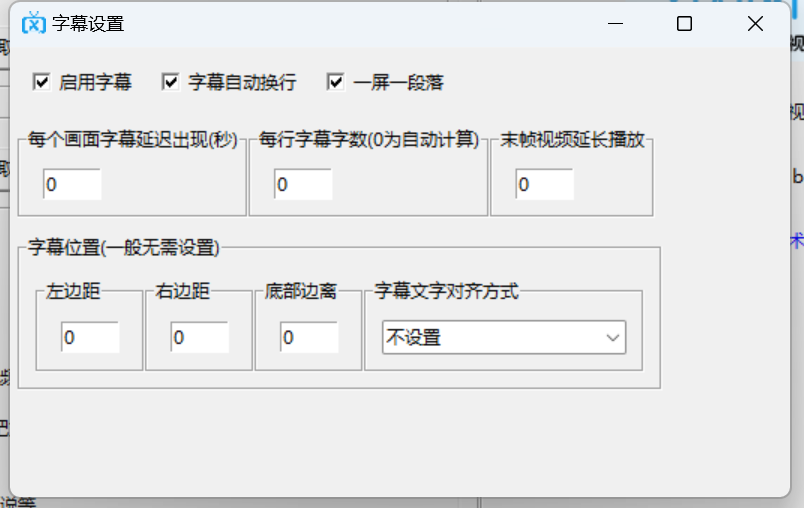 字幕设置
启用字幕 字幕自动换行 一屏一段落
每个画面字幕延迟出现(秒) 每行字幕字数(0为自动计算) 末帧视频延长播放
0 0 0
字幕位置(一般无需设置)
左边距 右边距 底部边离 字幕文字对齐方式
0 0 0 不设置
视
b
术
说等